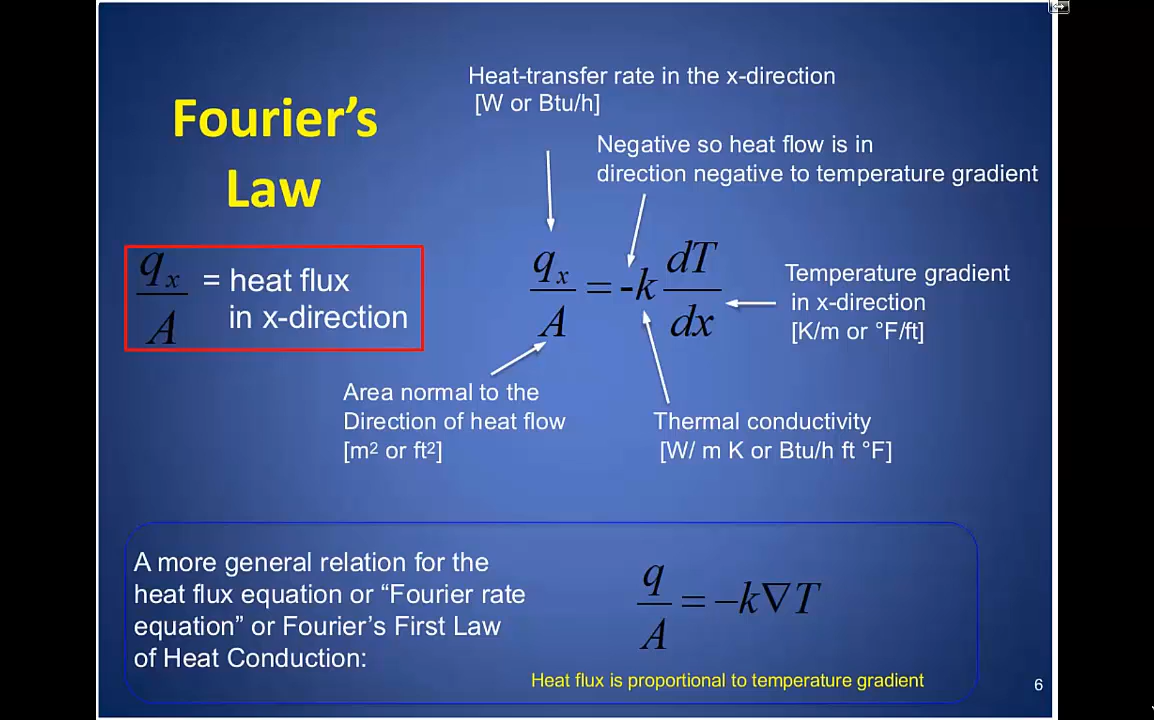 Fourier's
Law
Heat-transfer rate in the x-direction
[W or Btu/h]
Negative so heat flow is in
direction negative to temperature gradient
q_x/A = heat flux
in x-direction
q_x/A = -k dT/dx
Temperature gradient
in x-direction
[K/m or °F/ft]
Area normal to the
Direction of heat flow
[m² or ft²]
Thermal conductivity
[W/ m K or Btu/h ft °F]
A more general relation for the
heat flux equation or “Fourier rate
equation” or Fourier's First Law
of Heat Conduction:
q/A = −k∇T
Heat flux is proportional to temperature gradient
6